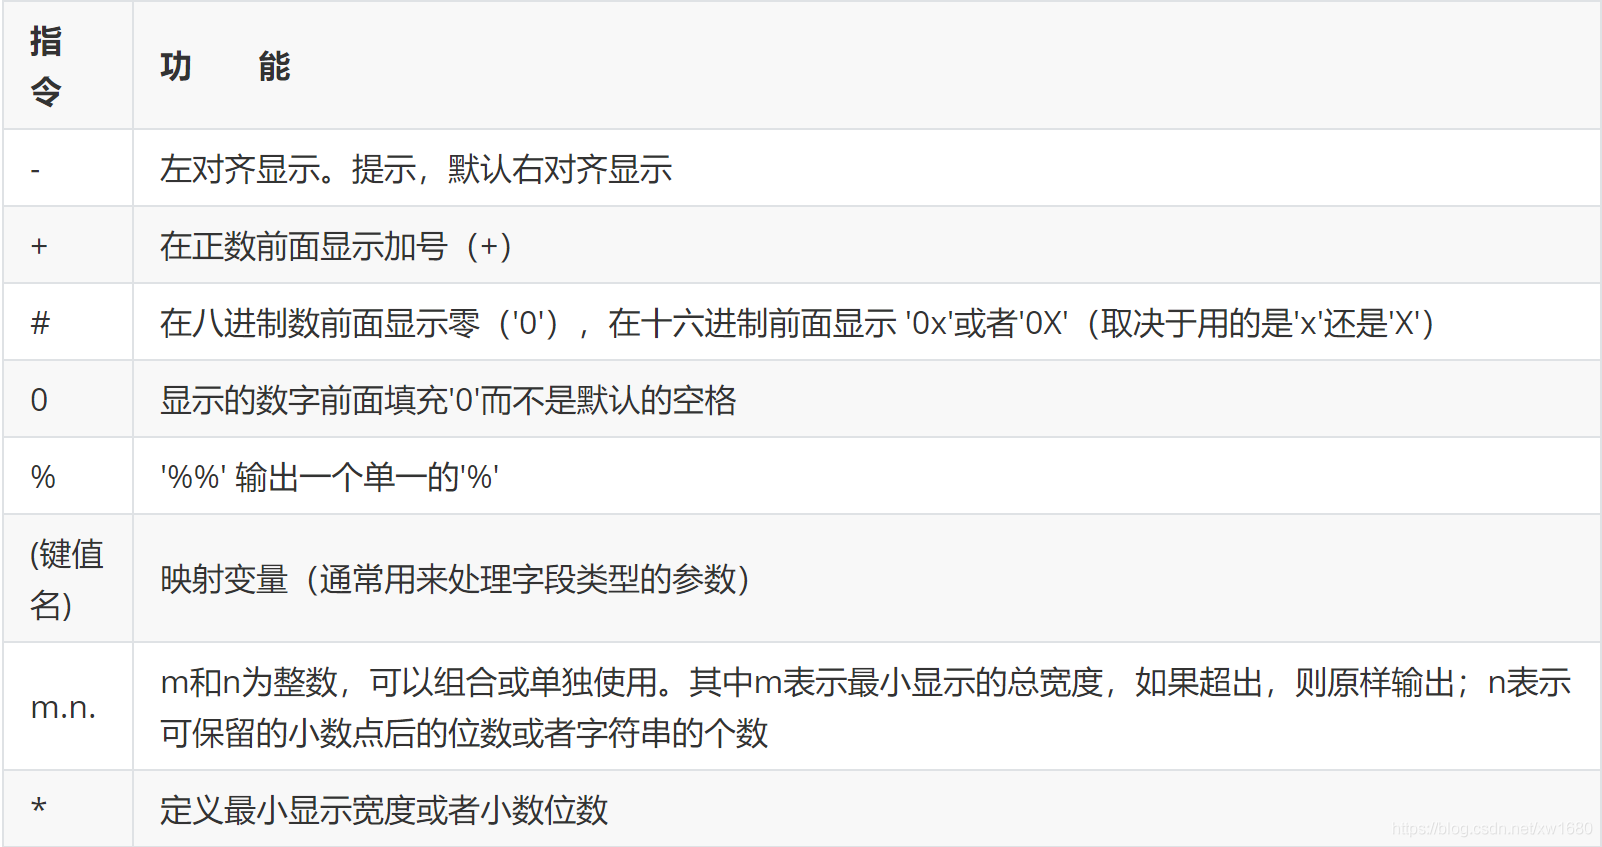 指
令
功 能
-
左对齐显示。提示，默认右对齐显示
+
在正数前面显示加号（+）
#
在八进制数前面显示零（'0'），在十六进制前面显示 '0x'或者'0X'（取决于用的是'x'还是'X'）
0
显示的数字前面填充'0'而不是默认的空格
%
'%%' 输出一个单一的'%'
(键值
名)
映射变量（通常用来处理字段类型的参数）
m.n.
m和n为整数，可以组合或单独使用。其中m表示最小显示的总宽度，如果超出，则原样输出；n表示
可保留的小数点后的位数或者字符串的个数
*
定义最小显示宽度或者小数位数
https://blog.csdn.net/xw1680